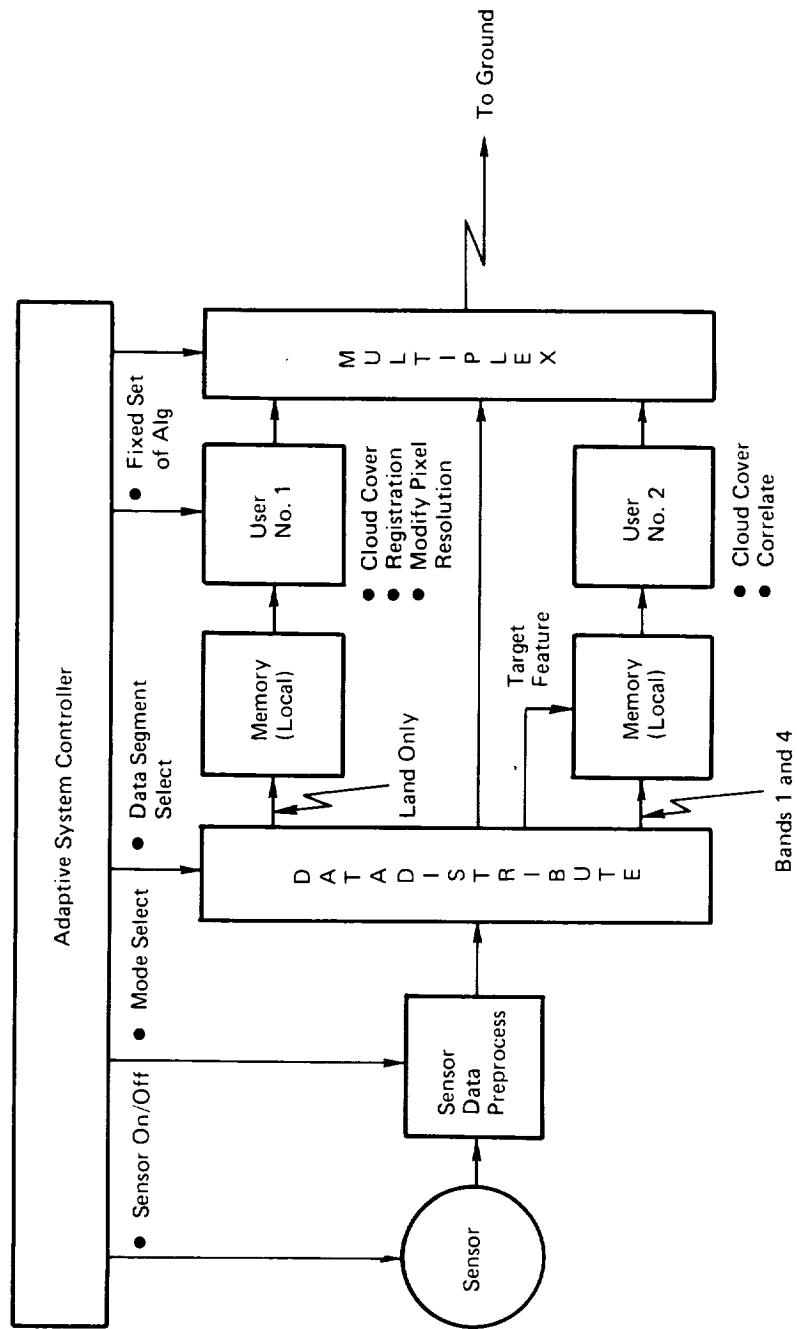 Adaptive System Controller
● Sensor On/Off
● Mode Select
● Data Segment
Select
● Fixed Set
of Alg
Sensor
Sensor
Data
Preprocess
DATA DISTRIBUTE
Land Only
Memory
(Local)
User
No. 1
● Cloud Cover
● Registration
● Modify Pixel
Resolution
Target
Feature
Bands 1 and 4
Memory
(Local)
User
No. 2
● Cloud Cover
● Correlate
MULTIPLEX
To Ground